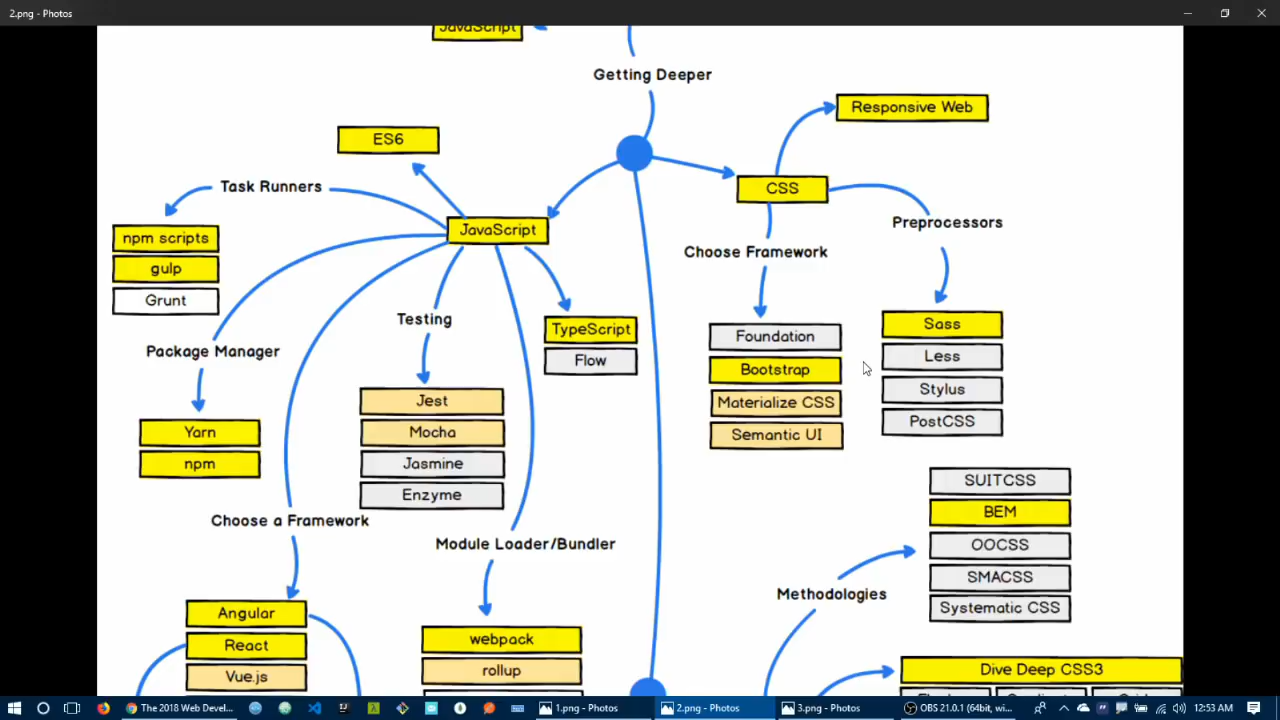 2.png - Photos
JavaScript
Getting Deeper
Responsive Web
ES6
Task Runners
CSS
JavaScript
Preprocessors
npm scripts
gulp
Grunt
Choose Framework
Testing
TypeScript
Flow
Foundation
Bootstrap
Materialize CSS
Semantic UI
Sass
Less
Stylus
PostCSS
Package Manager
Yarn
npm
Jest
Mocha
Jasmine
Enzyme
SUITCSS
BEM
OOCSS
SMACSS
Systematic CSS
Choose a Framework
Module Loader/Bundler
Methodologies
Angular
React
Vue.js
webpack
rollup
Dive Deep CSS3
The 2018 Web Devel...
1.png - Photos
2.png - Photos
3.png - Photos
OBS 21.0.1 (64bit, wi...
12:53 AM